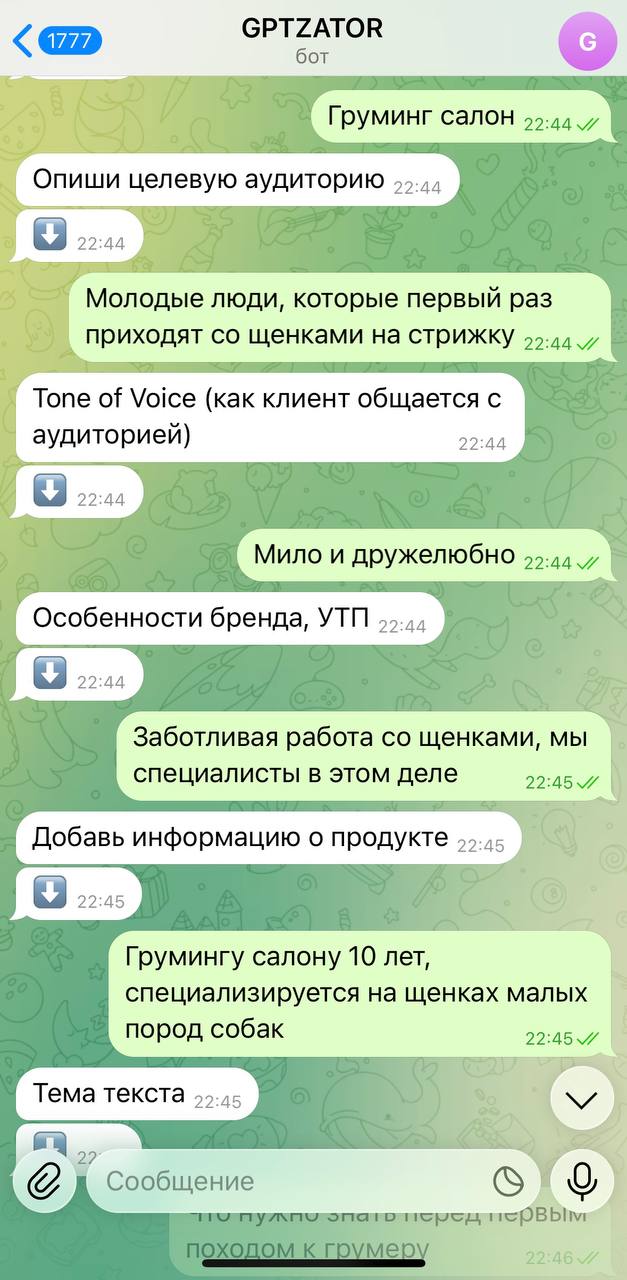 1777
GPTZATOR
бот
G
Груминг салон 22:44
Опиши целевую аудиторию 22:44
22:44
Молодые люди, которые первый раз
приходят со щенками на стрижку 22:44
Tone of Voice (как клиент общается с
аудиторией) 22:44
22:44
Мило и дружелюбно 22:44
Особенности бренда, УТП 22:44
22:44
Заботливая работа со щенками, мы
специалисты в этом деле 22:45
Добавь информацию о продукте 22:45
22:45
Грумингу салону 10 лет,
специализируется на щенках малых
пород собак 22:45
Тема текста 22:45
22:
Сообщение
Что нужно знать перед первым
походом к грумеру 22:46